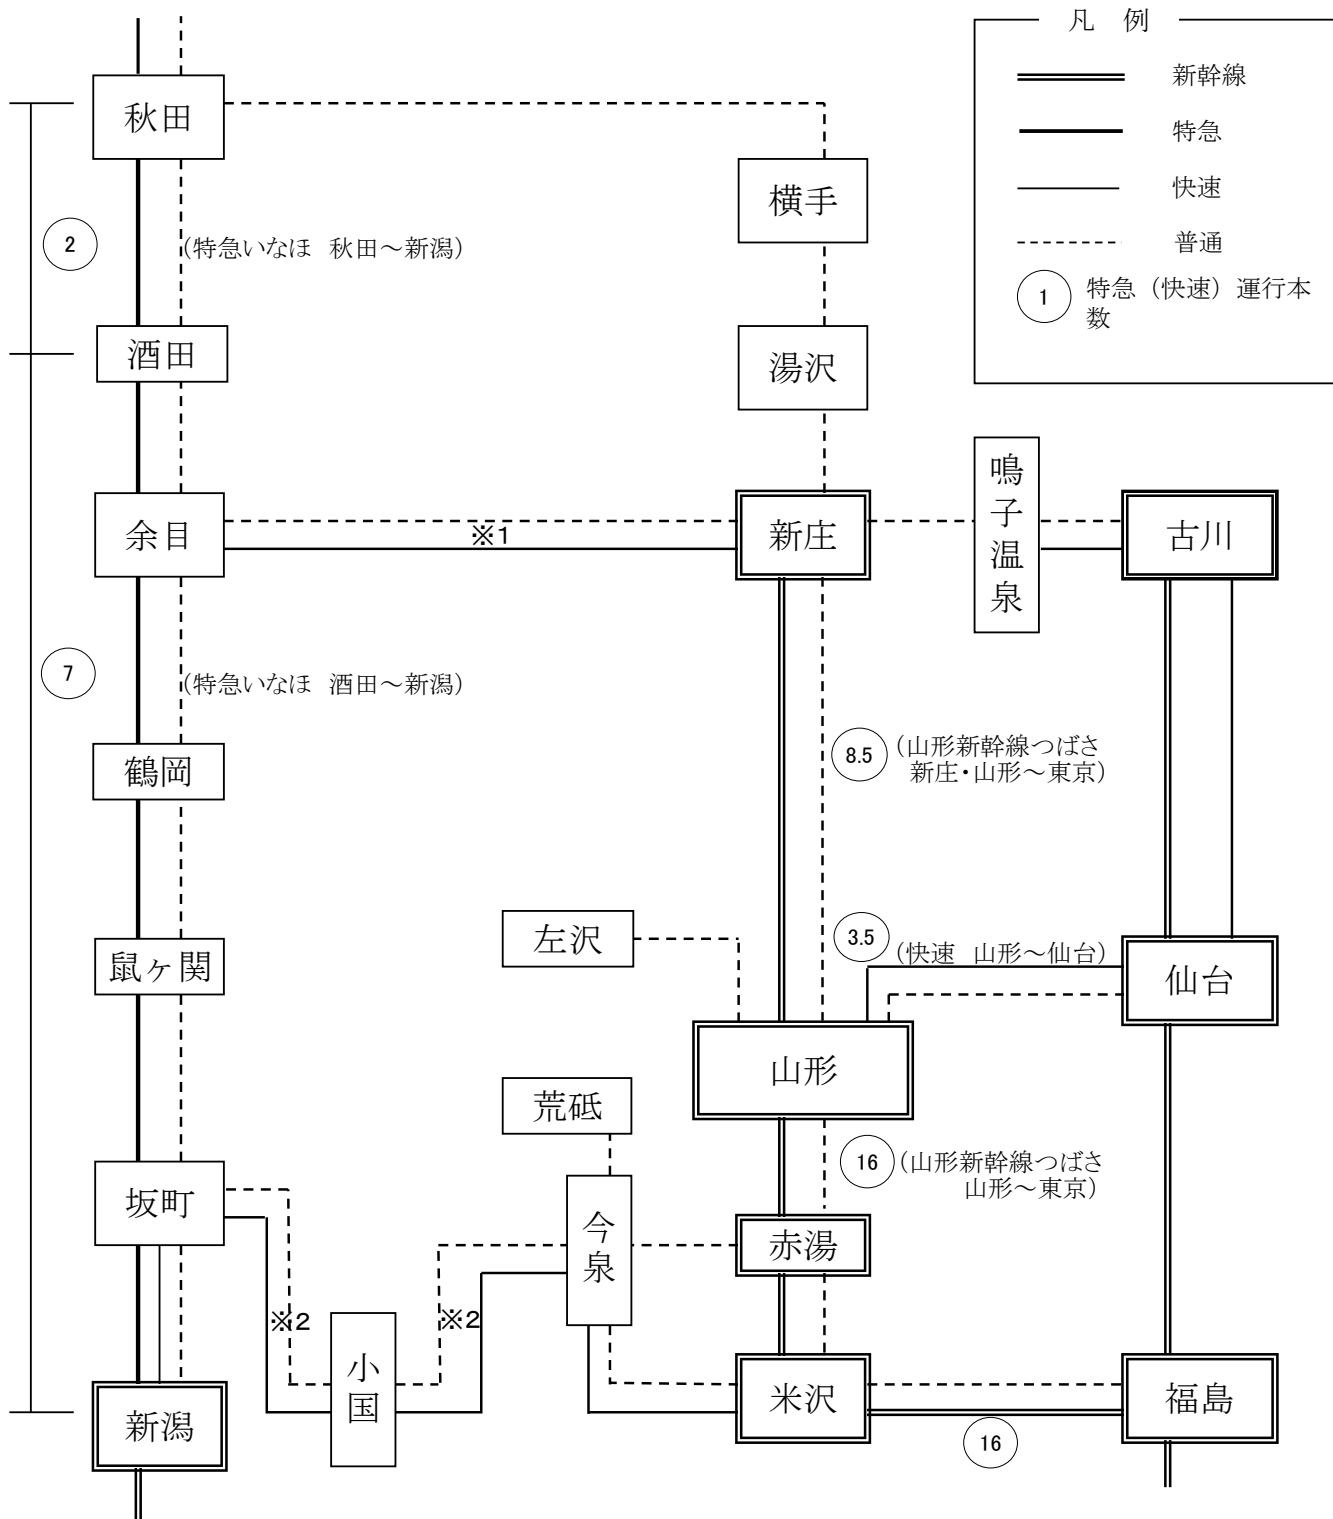 凡 例
新幹線
特急
快速
普通
1
特急（快速）運行本
数
秋田
横手
2
(特急いなほ 秋田～新潟)
酒田
湯沢
鳴子温泉
余目
※1
新庄
古川
7
(特急いなほ 酒田～新潟)
鶴岡
8.5
(山形新幹線つばさ
新庄・山形～東京)
左沢
3.5
(快速 山形～仙台)
鼠ヶ関
仙台
山形
荒砥
16
(山形新幹線つばさ
山形～東京)
坂町
今泉
赤湯
※2
※2
小国
米沢
福島
新潟
16